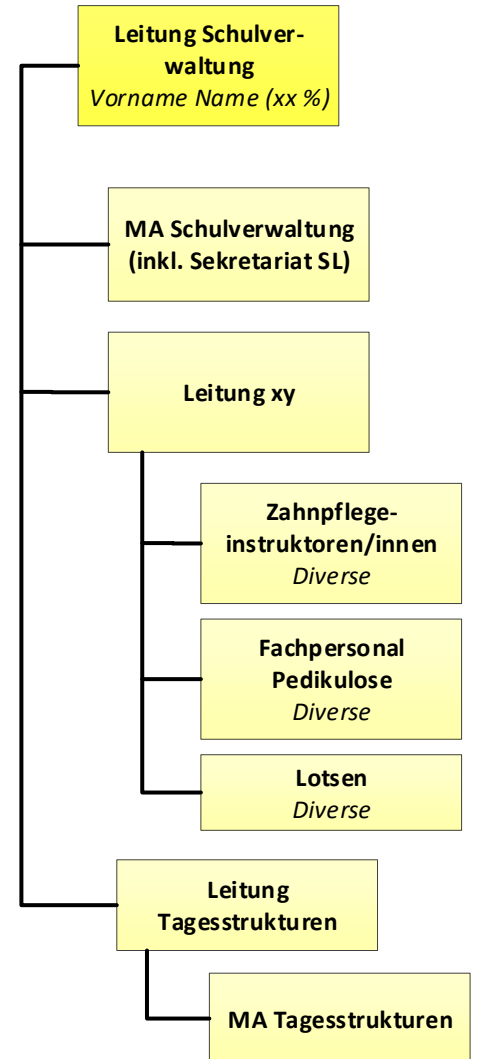 Leitung Schulver-
waltung
Vorname Name (xx %)
MA Schulverwaltung
(inkl. Sekretariat SL)
Leitung xy
Zahnpflege-
instruktoren/innen
Diverse
Fachpersonal
Pedikulose
Diverse
Lotsen
Diverse
Leitung
Tagesstrukturen
MA Tagesstrukturen